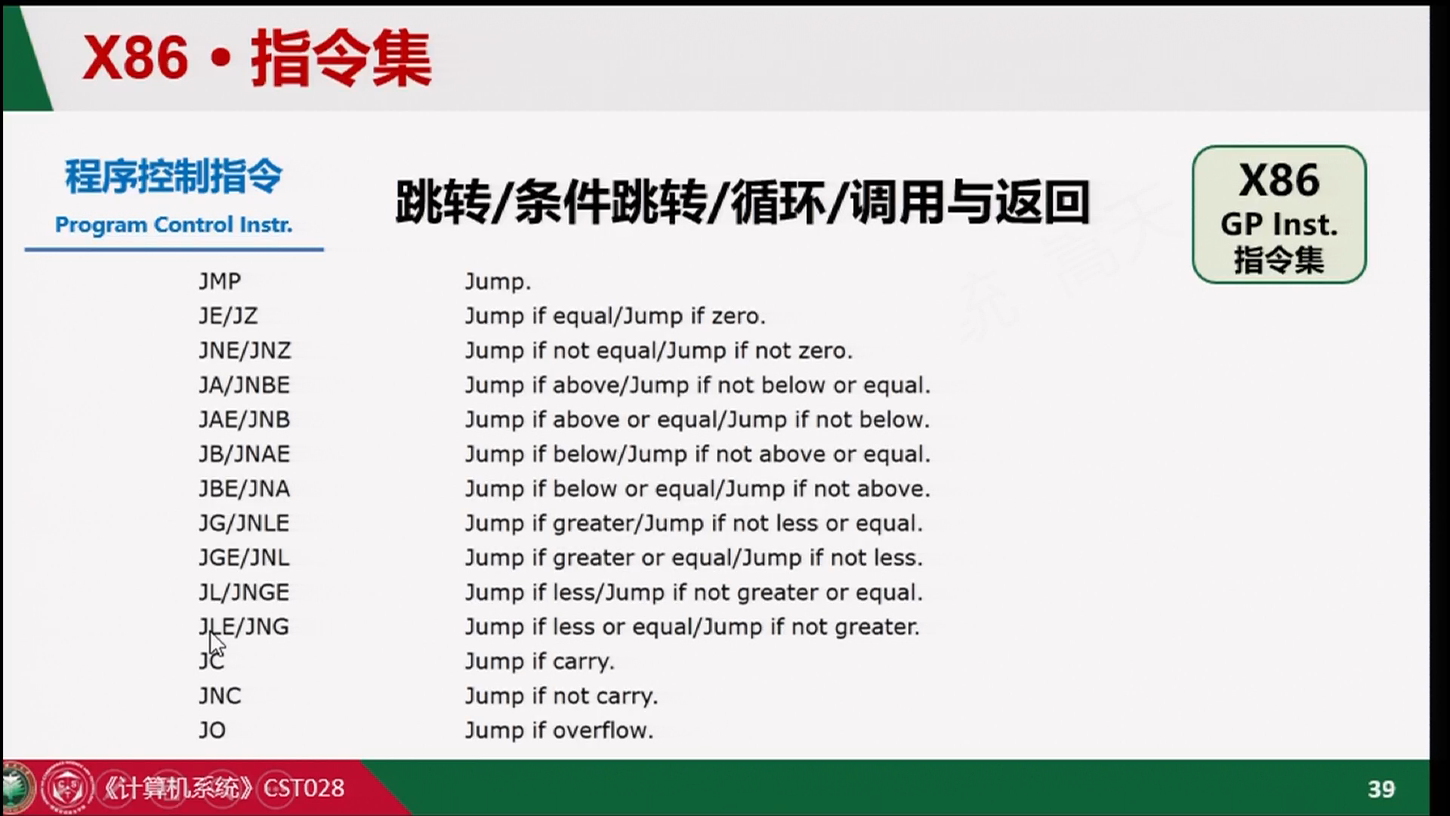 X86 • 指令集
程序控制指令
Program Control Instr.
跳转/条件跳转/循环/调用与返回
X86
GP Inst.
指令集
JMP Jump.
JE/JZ Jump if equal/Jump if zero.
JNE/JNZ Jump if not equal/Jump if not zero.
JA/JNBE Jump if above/Jump if not below or equal.
JAE/JNB Jump if above or equal/Jump if not below.
JB/JNAE Jump if below/Jump if not above or equal.
JBE/JNA Jump if below or equal/Jump if not above.
JG/JNLE Jump if greater/Jump if not less or equal.
JGE/JNL Jump if greater or equal/Jump if not less.
JL/JNGE Jump if less/Jump if not greater or equal.
JLE/JNG Jump if less or equal/Jump if not greater.
JC Jump if carry.
JNC Jump if not carry.
JO Jump if overflow.
《计算机系统》CST028
39